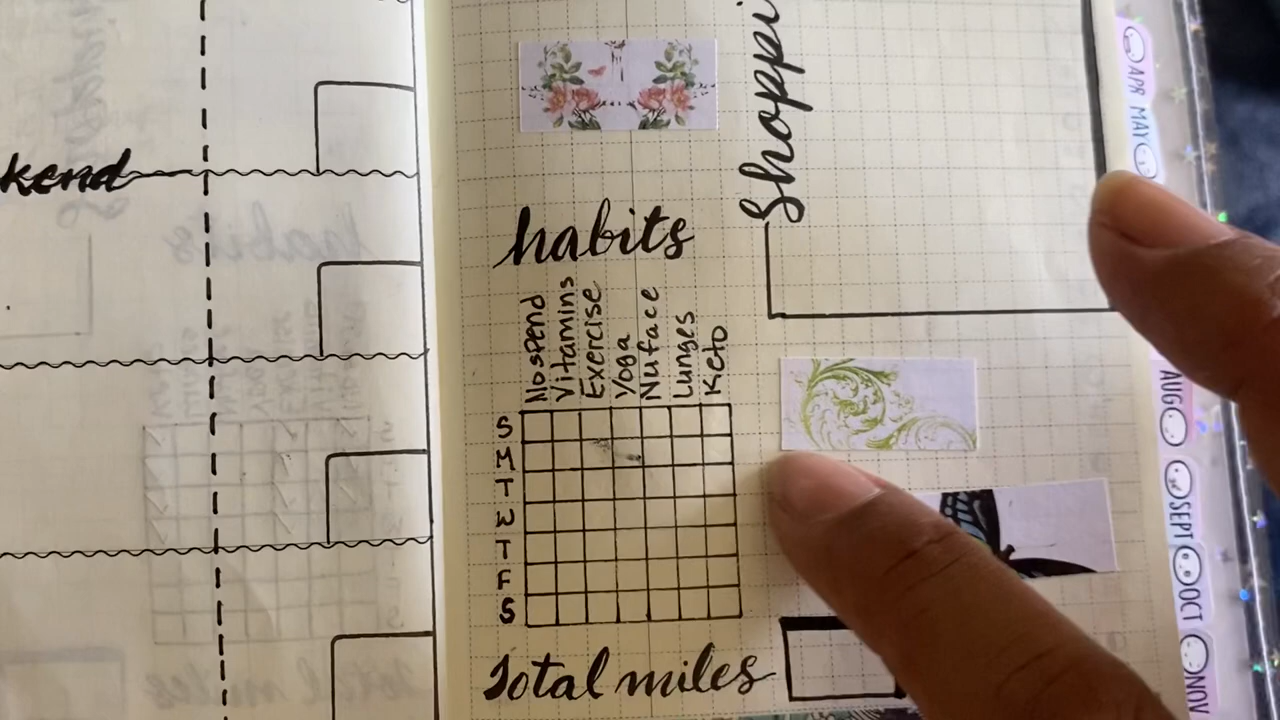 kend
Shoppi
habits
No spend
Vitamins
Exercise
Yoga
Nuface
Lunges
Keto
S
M
T
W
T
F
S
Total miles
APR
MAY
AUG
SEPT
OCT
NOV